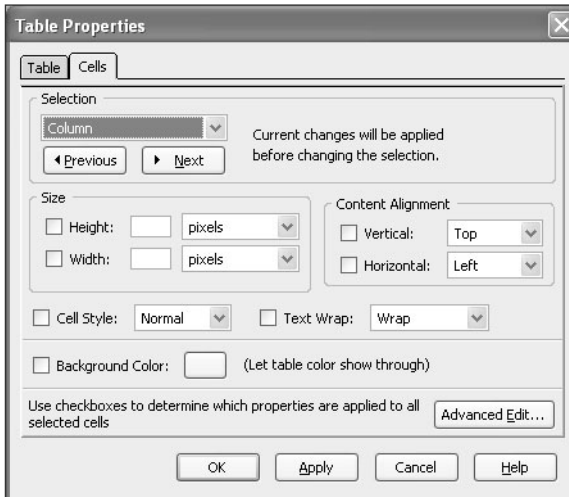 Table Properties
Table Cells
Selection
Column
Previous Next
Current changes will be applied
before changing the selection.
Size
Height: pixels
Width: pixels
Content Alignment
Vertical: Top
Horizontal: Left
Cell Style: Normal Text Wrap: Wrap
Background Color: (Let table color show through)
Use checkboxes to determine which properties are applied to all
selected cells
Advanced Edit...
OK Apply Cancel Help